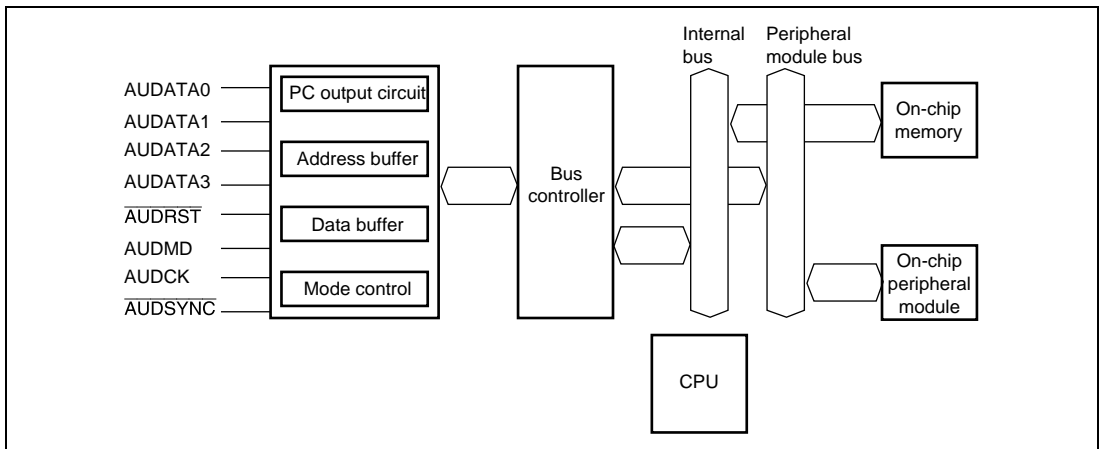 Internal
bus
Peripheral
module bus
AUDATA0
AUDATA1
AUDATA2
AUDATA3
AUDRST
AUDMD
AUDCK
AUDSYNC
PC output circuit
Address buffer
Data buffer
Mode control
Bus
controller
On-chip
memory
On-chip
peripheral
module
CPU